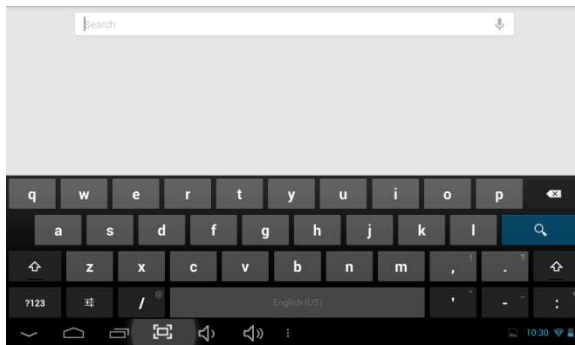 Search
q w e r t y u i o p
a s d f g h j k l
z x c v b n m , ! . ?
?123 / @ English (US) ' " - _ :
10:30